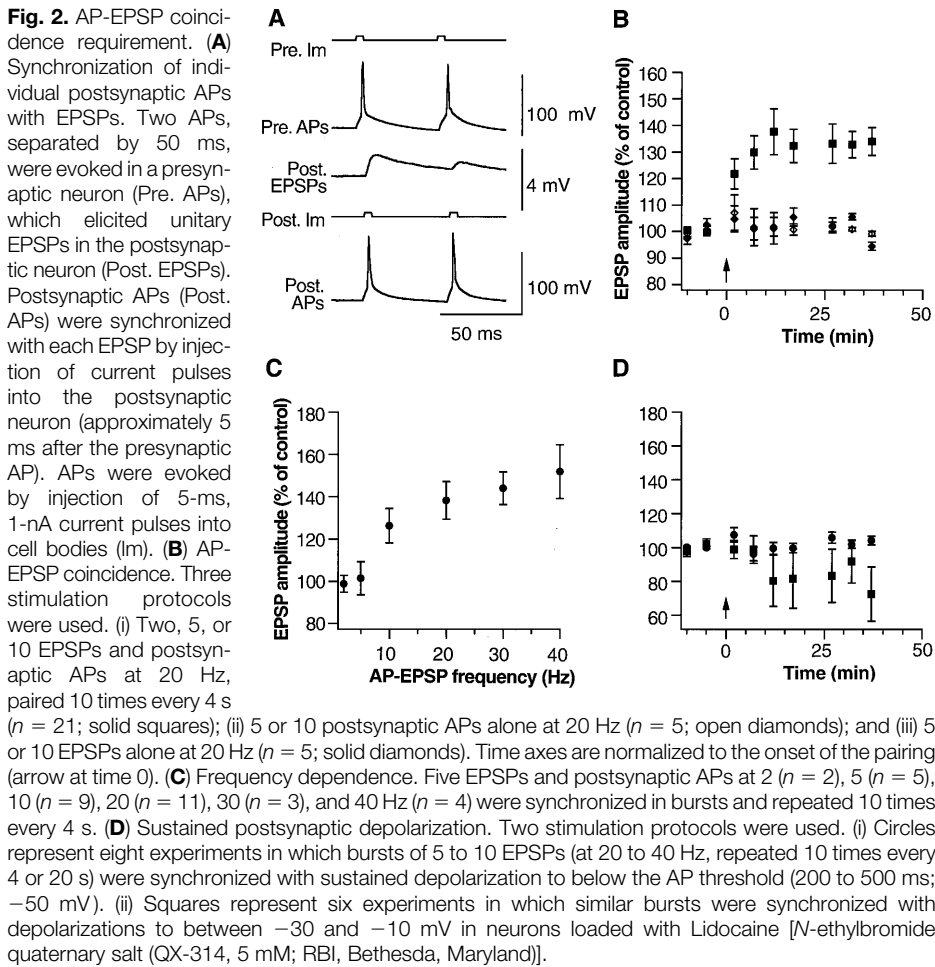 Fig. 2. AP-EPSP coinci-
dence requirement. (A)
Synchronization of indi-
vidual postsynaptic APs
with EPSPs. Two APs,
separated by 50 ms,
were evoked in a presyn-
aptic neuron (Pre. APs),
which elicited unitary
EPSPs in the postsynap-
tic neuron (Post. EPSPs).
Postsynaptic APs (Post.
APs) were synchronized
with each EPSP by injec-
tion of current pulses
into the postsynaptic
neuron (approximately 5
ms after the presynaptic
AP). APs were evoked
by injection of 5-ms,
1-nA current pulses into
cell bodies (Im). (B) AP-
EPSP coincidence. Three
stimulation protocols
were used. (i) Two, 5, or
10 EPSPs and postsyn-
aptic APs at 20 Hz,
paired 10 times every 4 s
(n = 21; solid squares); (ii) 5 or 10 postsynaptic APs alone at 20 Hz (n = 5; open diamonds); and (iii) 5
or 10 EPSPs alone at 20 Hz (n = 5; solid diamonds). Time axes are normalized to the onset of the pairing
(arrow at time 0). (C) Frequency dependence. Five EPSPs and postsynaptic APs at 2 (n = 2), 5 (n = 5),
10 (n = 9), 20 (n = 11), 30 (n = 3), and 40 Hz (n = 4) were synchronized in bursts and repeated 10 times
every 4 s. (D) Sustained postsynaptic depolarization. Two stimulation protocols were used. (i) Circles
represent eight experiments in which bursts of 5 to 10 EPSPs (at 20 to 40 Hz, repeated 10 times every
4 or 20 s) were synchronized with sustained depolarization to below the AP threshold (200 to 500 ms;
−50 mV). (ii) Squares represent six experiments in which similar bursts were synchronized with
depolarizations to between −30 and −10 mV in neurons loaded with Lidocaine [N-ethylbromide
quaternary salt (QX-314, 5 mM; RBI, Bethesda, Maryland)].
A
Pre. Im
Pre. APs
100 mV
Post.
EPSPs
4 mV
Post. Im
Post.
APs
100 mV
50 ms
B
EPSP amplitude (% of control)
160
150
140
130
120
110
100
90
80
0
25
50
Time (min)
C
EPSP amplitude (% of control)
180
160
140
120
100
80
10
20
30
40
AP-EPSP frequency (Hz)
D
180
160
140
120
100
80
60
0
25
50
Time (min)